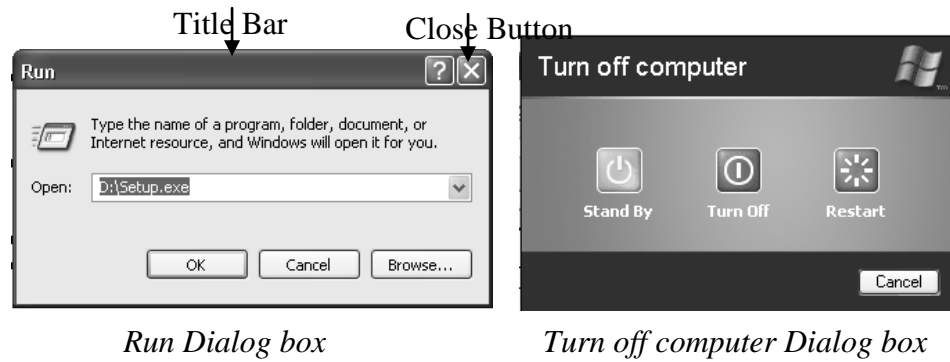 Title Bar
Close Button
Run
Type the name of a program, folder, document, or
Internet resource, and Windows will open it for you.
Open: D:\Setup.exe
OK Cancel Browse...
Turn off computer
Stand By Turn Off Restart
Cancel
Run Dialog box
Turn off computer Dialog box